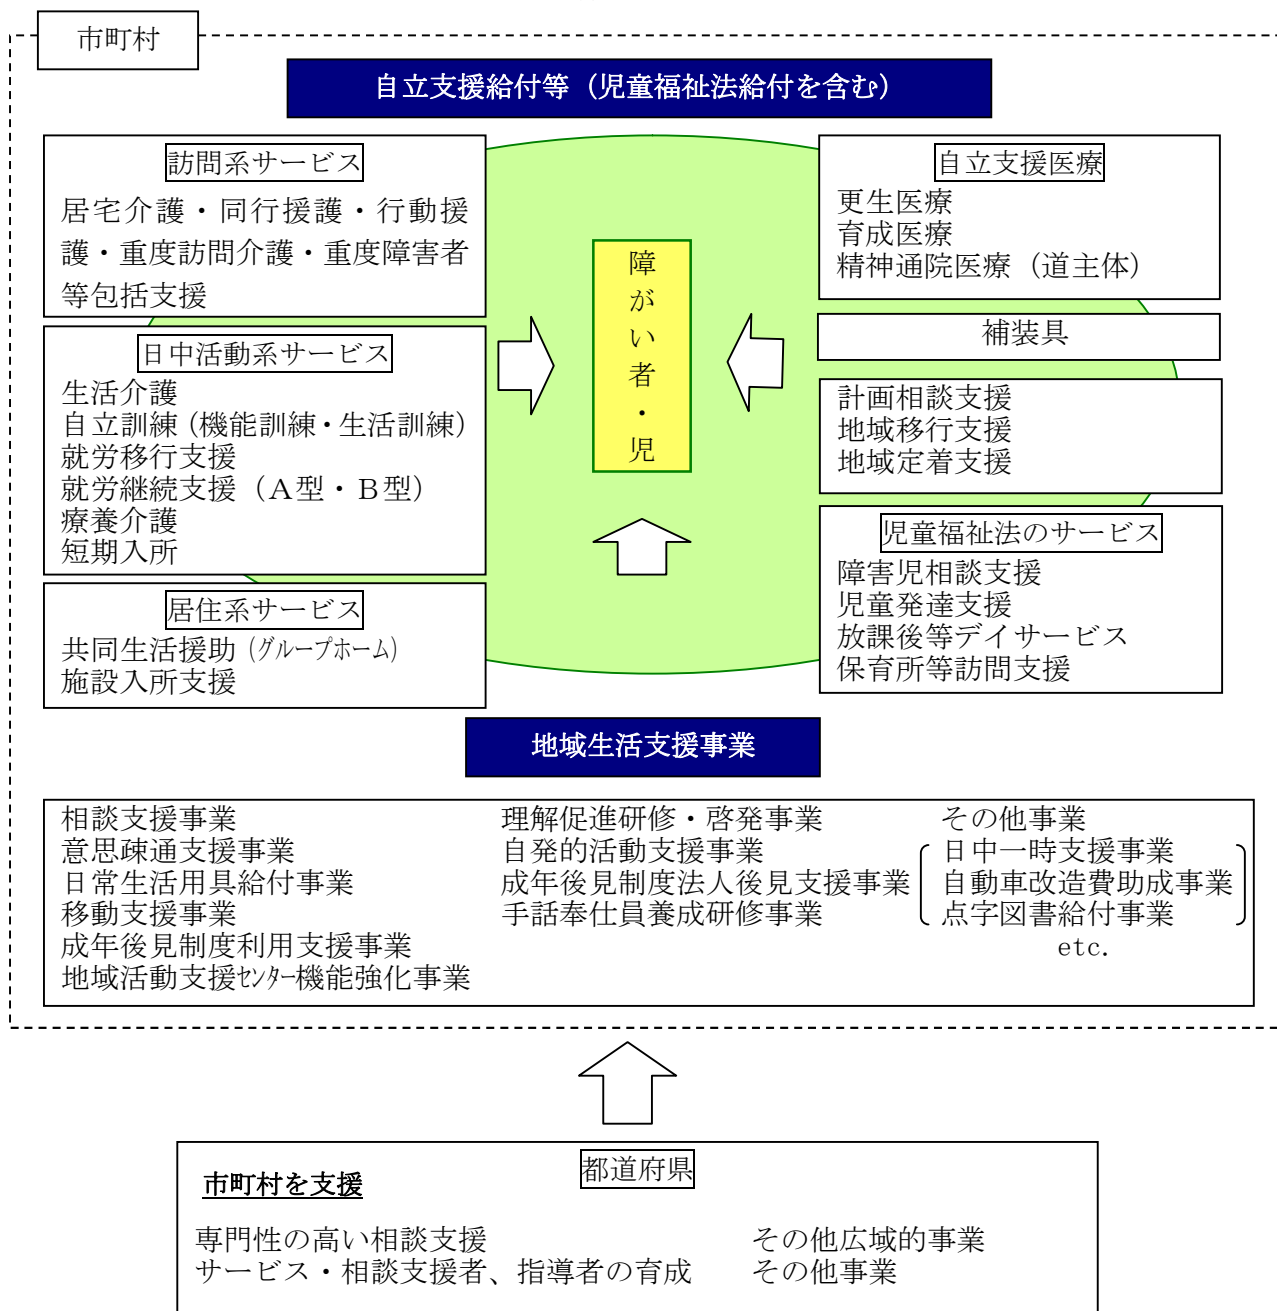 市町村
自立支援給付等（児童福祉法給付を含む）
訪問系サービス
居宅介護・同行援護・行動援
護・重度訪問介護・重度障害者
等包括支援
日中活動系サービス
生活介護
自立訓練（機能訓練・生活訓練）
就労移行支援
就労継続支援（Ａ型・Ｂ型）
療養介護
短期入所
居住系サービス
共同生活援助（グループホーム）
施設入所支援
障がい者・児
自立支援医療
更生医療
育成医療
精神通院医療（道主体）
補装具
計画相談支援
地域移行支援
地域定着支援
児童福祉法のサービス
障害児相談支援
児童発達支援
放課後等デイサービス
保育所等訪問支援
地域生活支援事業
相談支援事業
意思疎通支援事業
日常生活用具給付事業
移動支援事業
成年後見制度利用支援事業
地域活動支援ｾﾝﾀｰ機能強化事業
理解促進研修・啓発事業
自発的活動支援事業
成年後見制度法人後見支援事業
手話奉仕員養成研修事業
その他事業
日中一時支援事業
自動車改造費助成事業
点字図書給付事業
etc.
都道府県
市町村を支援
専門性の高い相談支援
サービス・相談支援者、指導者の育成
その他広域的事業
その他事業